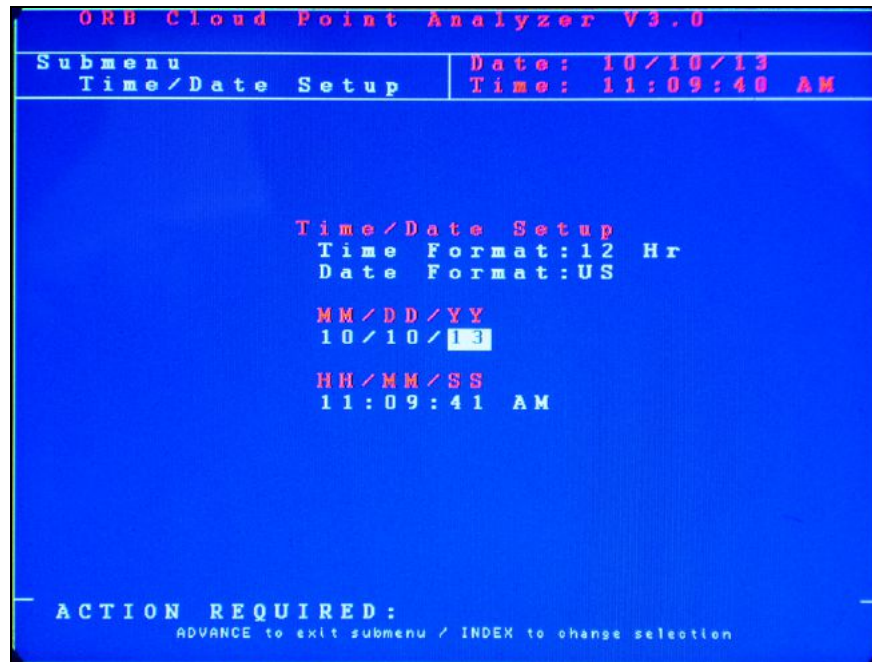 ORB Cloud Point Analyzer V3.0
Submenu
Time/Date Setup
Date: 10/10/13
Time: 11:09:40 AM
Time/Date Setup
Time Format:12 Hr
Date Format:US
MM/DD/YY
10/10/13
HH/MM/SS
11:09:41 AM
ACTION REQUIRED:
ADVANCE to exit submenu / INDEX to change selection